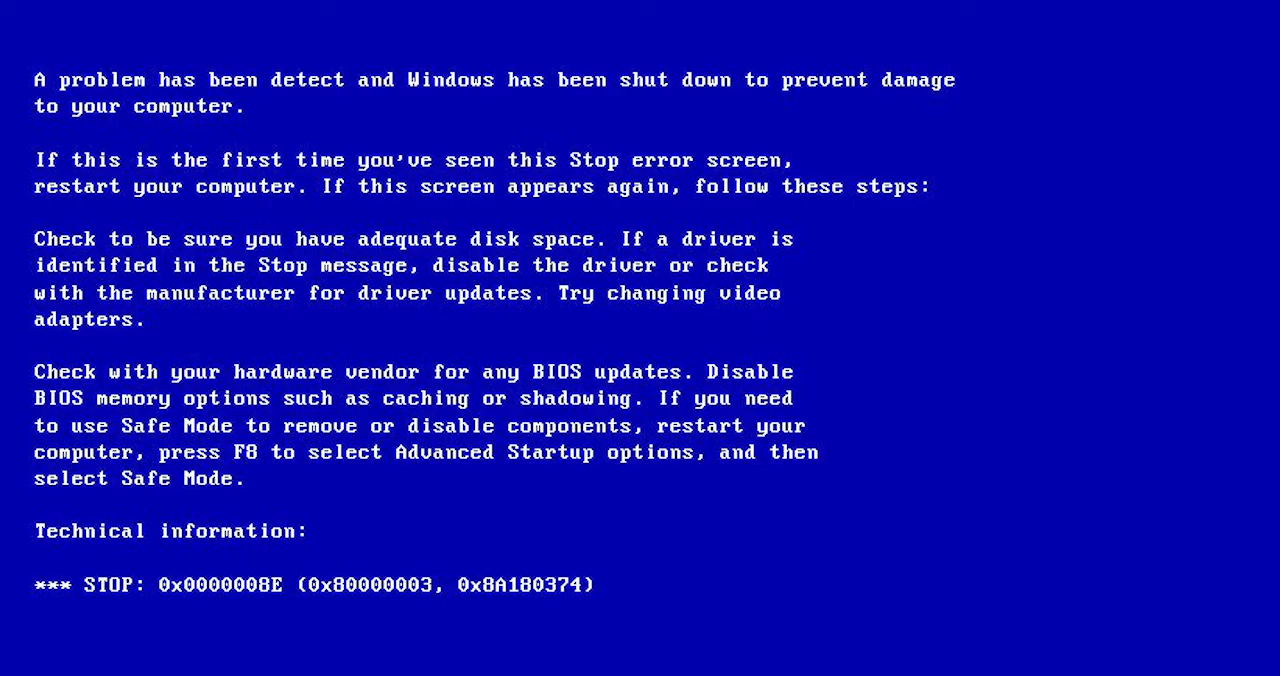 A problem has been detect and Windows has been shut down to prevent damage
to your computer.
If this is the first time you've seen this Stop error screen,
restart your computer. If this screen appears again, follow these steps:
Check to be sure you have adequate disk space. If a driver is
identified in the Stop message, disable the driver or check
with the manufacturer for driver updates. Try changing video
adapters.
Check with your hardware vendor for any BIOS updates. Disable
BIOS memory options such as caching or shadowing. If you need
to use Safe Mode to remove or disable components, restart your
computer, press F8 to select Advanced Startup options, and then
select Safe Mode.
Technical information:
*** STOP: 0x0000008E (0x80000003, 0x8A180374)